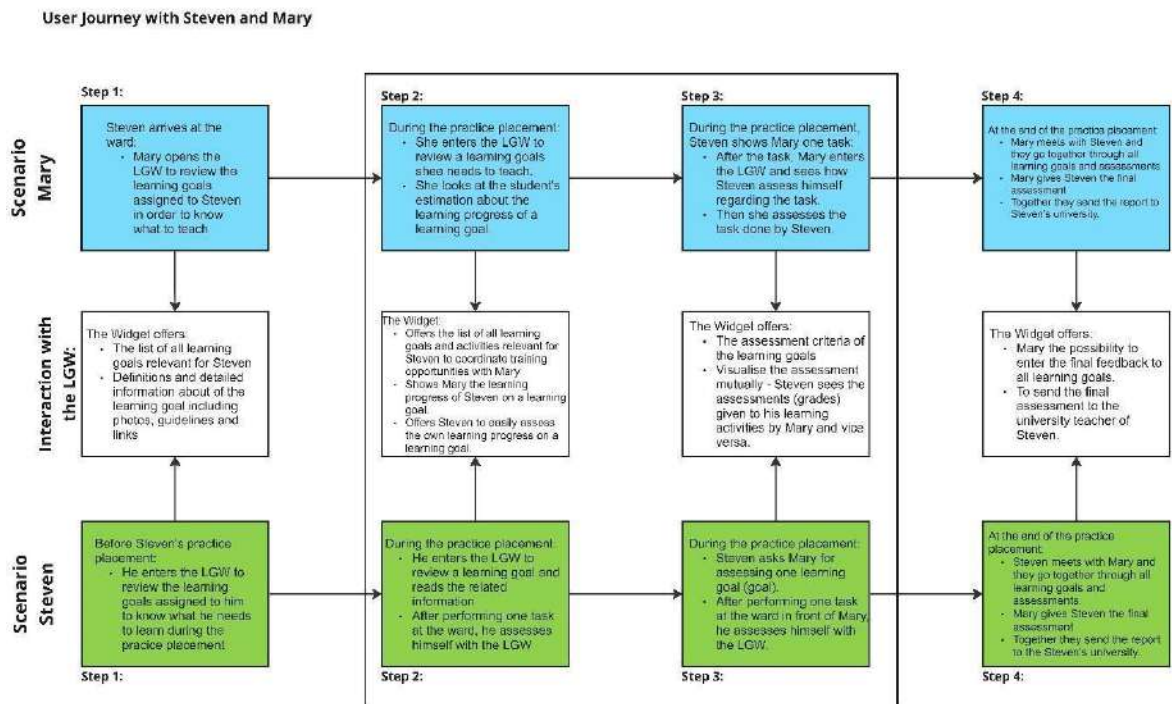 User Journey with Steven and Mary
Step 1:
Step 2:
Step 3:
Step 4:
Scenario
Mary
Steven arrives at the
ward:
• Mary opens the
LGW to review the
learning goals
assigned to Steven
in order to know
what to teach
During the practice placement:
• She enters the LGW to
review a learning goals
shee needs to teach.
• She looks at the student's
estimation about the
learning progress of a
learning goal.
During the practice placement,
Steven shows Mary one task:
• After the task, Mary enters
the LGW and sees how
Steven assess himself
regarding the task.
• Then she assesses the
task done by Steven.
At the end of the practice placement
• Mary meets with Steven and
they go together through all
learning goals and assessments
• Mary gives Steven the final
assessment
• Together they send the report to
Steven's university.
Interaction with
the LGW:
The Widget offers:
• The list of all learning
goals relevant for Steven
• Definitions and detailed
information about of the
learning goal including
photos, guidelines and
links
The Widget:
• Offers the list of all learning
goals and activities relevant for
Steven to coordinate training
opportunities with Mary
• Shows Mary the learning
progress of Steven on a learning
goal.
• Offers Steven to easily assess
the own learning progress on a
learning goal.
The Widget offers:
• The assessment criteria of
the learning goals
• Visualise the assessment
mutually - Steven sees the
assessments (grades)
given to his learning
activities by Mary and vice
versa.
The Widget offers:
• Mary the possibility to
enter the final feedback to
all learning goals.
• To send the final
assessment to the
university teacher of
Steven.
Scenario
Steven
Before Steven's practice
placement:
• He enters the LGW to
review the learning
goals assigned to him
to know what he needs
to learn during the
pracice placement
During the practice placement:
• He enters the LGW to
review a learning goal and
reads the related
information
• After performing one task
at the ward, he assesses
himself with the LGW
During the practice placement:
• Steven asks Mary for
assessing one learning
goal (goal).
• After performing one task
at the ward in front of Mary,
he assesses himself with
the LGW.
At the end of the practice
placement:
• Steven meets with Mary and
they go together through all
learning goals and
assessments.
• Mary gives Steven the final
assessment
• Together they send the report
to the Steven's university.
Step 1:
Step 2:
Step 3:
Step 4: